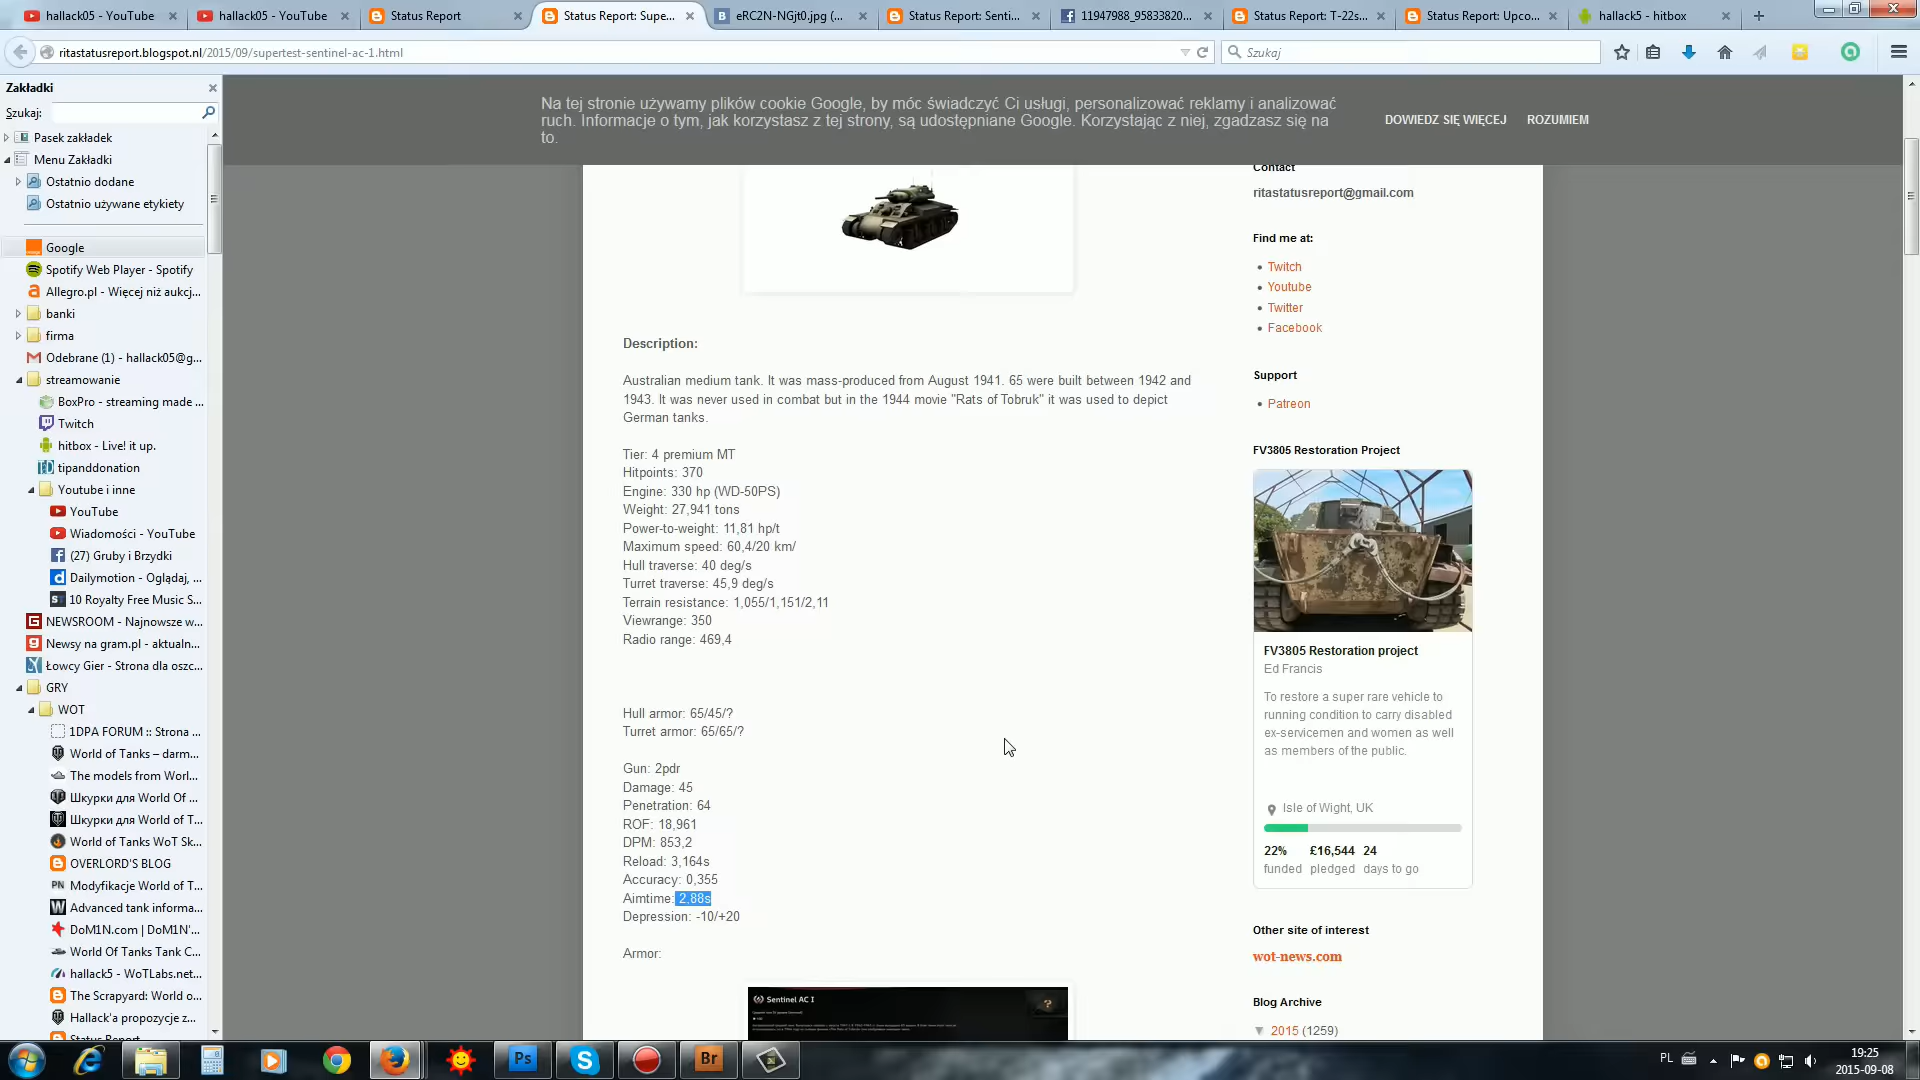 hallack05 - YouTube
hallack05 - YouTube
Status Report
Status Report: Supe...
eRC2N-NGjt0.jpg (...
Status Report: Senti...
11947988_95833820...
Status Report: T-22s...
Status Report: Upco...
hallack5 - hitbox
ritastatusreport.blogspot.nl/2015/09/supertest-sentinel-ac-1.html
Szukaj
Zakładki
Szukaj:
Pasek zakładek
Menu Zakładki
Ostatnio dodane
Ostatnio używane etykiety
Google
Spotify Web Player - Spotify
Allegro.pl - Więcej niż aukcj...
banki
firma
Odebrane (1) - hallack05@g...
streamowanie
BoxPro - streaming made ...
Twitch
hitbox - Live! it up.
tipanddonation
Youtube i inne
YouTube
Wiadomości - YouTube
(27) Gruby i Brzydki
Dailymotion - Oglądaj, ...
10 Royalty Free Music S...
NEWSROOM - Najnowsze w...
Newsy na gram.pl - aktualn...
Łowcy Gier - Strona dla oszc...
GRY
WOT
1DPA FORUM :: Strona ...
World of Tanks – darm...
The models from Worl...
Шкурки для World Of ...
Шкурки для World of T...
World of Tanks WoT Sk...
OVERLORD'S BLOG
Modyfikacje World of T...
Advanced tank informa...
DoM1N.com | DoM1N'...
World Of Tanks Tank C...
hallack5 - WoTLabs.net...
The Scrapyard: World o...
Hallack'a propozycje z...
Status Report
Na tej stronie używamy plików cookie Google, by móc świadczyć Ci usługi, personalizować reklamy i analizować
ruch. Informacje o tym, jak korzystasz z tej strony, są udostępniane Google. Korzystając z niej, zgadzasz się na
to.
DOWIEDZ SIĘ WIĘCEJ
ROZUMIEM
Description:
Australian medium tank. It was mass-produced from August 1941. 65 were built between 1942 and
1943. It was never used in combat but in the 1944 movie "Rats of Tobruk" it was used to depict
German tanks.
Tier: 4 premium MT
Hitpoints: 370
Engine: 330 hp (WD-50PS)
Weight: 27,941 tons
Power-to-weight: 11,81 hp/t
Maximum speed: 60,4/20 km/
Hull traverse: 40 deg/s
Turret traverse: 45,9 deg/s
Terrain resistance: 1,055/1,151/2,11
Viewrange: 350
Radio range: 469,4
Hull armor: 65/45/?
Turret armor: 65/65/?
Gun: 2pdr
Damage: 45
Penetration: 64
ROF: 18,961
DPM: 853,2
Reload: 3,164s
Accuracy: 0,355
Aimtime: 2,88s
Depression: -10/+20
Armor:
Sentinel AC I
Contact
ritastatusreport@gmail.com
Find me at:
Twitch
Youtube
Twitter
Facebook
Support
Patreon
FV3805 Restoration Project
FV3805 Restoration project
Ed Francis
To restore a super rare vehicle to
running condition to carry disabled
ex-servicemen and women as well
as members of the public.
Isle of Wight, UK
22% £16,544 24
funded pledged days to go
Other site of interest
wot-news.com
Blog Archive
2015 (1259)
PL
19:25
2015-09-08